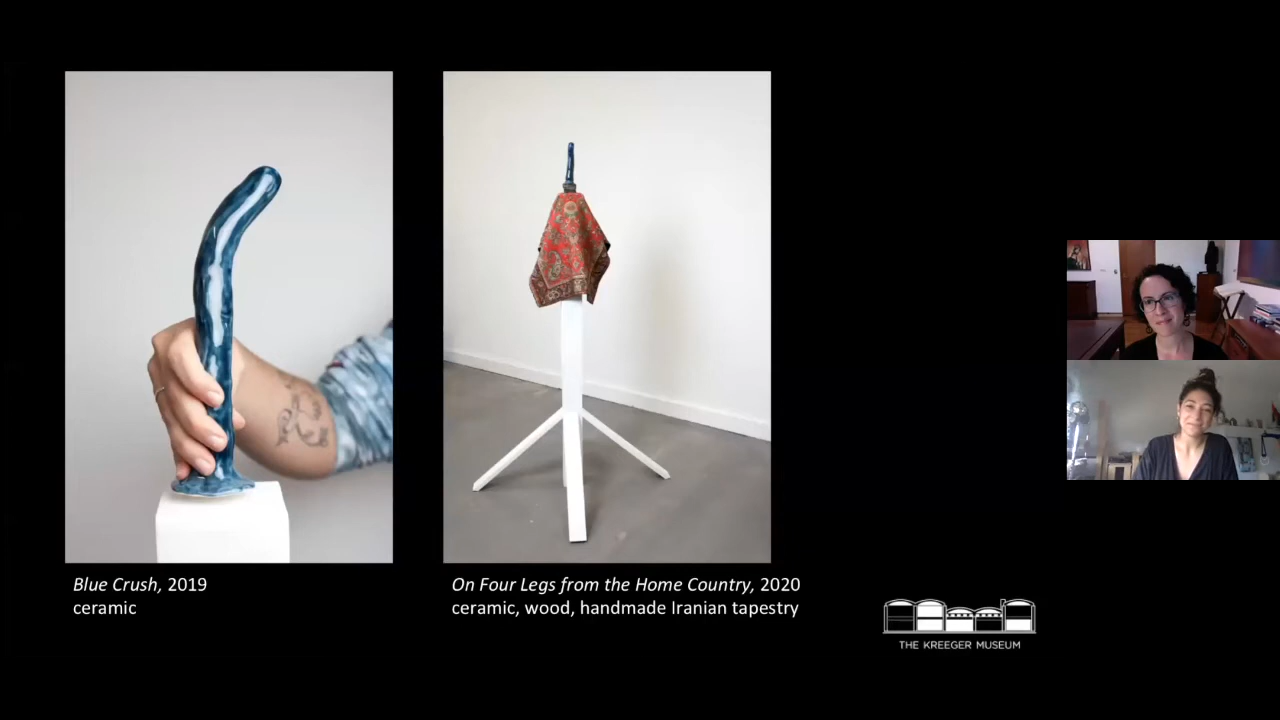 Blue Crush, 2019
ceramic
On Four Legs from the Home Country, 2020
ceramic, wood, handmade Iranian tapestry
THE KREEGER MUSEUM